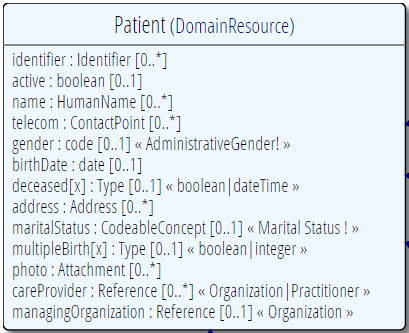 Patient (DomainResource)
identifier : Identifier [0..*]
active : boolean [0..1]
name : HumanName [0..*]
telecom : ContactPoint [0..*]
gender : code [0..1] « AdministrativeGender! »
birthDate : date [0..1]
deceased[x] : Type [0..1] « boolean|dateTime »
address : Address [0..*]
maritalStatus : CodeableConcept [0..1] « Marital Status ! »
multipleBirth[x] : Type [0..1] « boolean|integer »
photo : Attachment [0..*]
careProvider : Reference [0..*] « Organization|Practitioner »
managingOrganization : Reference [0..1] « Organization »